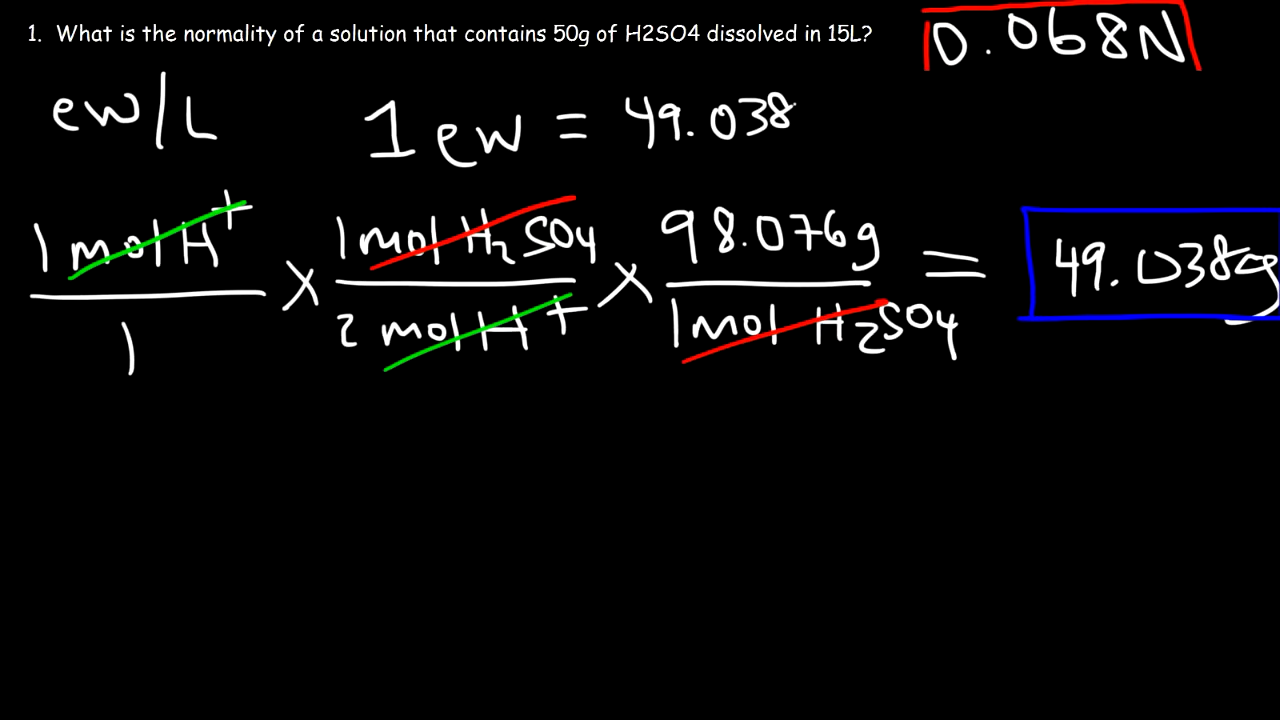 1. What is the normality of a solution that contains 50g of H2SO4 dissolved in 15L?
0.068N
ew/L
1 ew = 49.038
1 mol H+ / 1 x 1 mol H2SO4 / 2 mol H+ x 98.076g / 1 mol H2SO4 = 49.038g